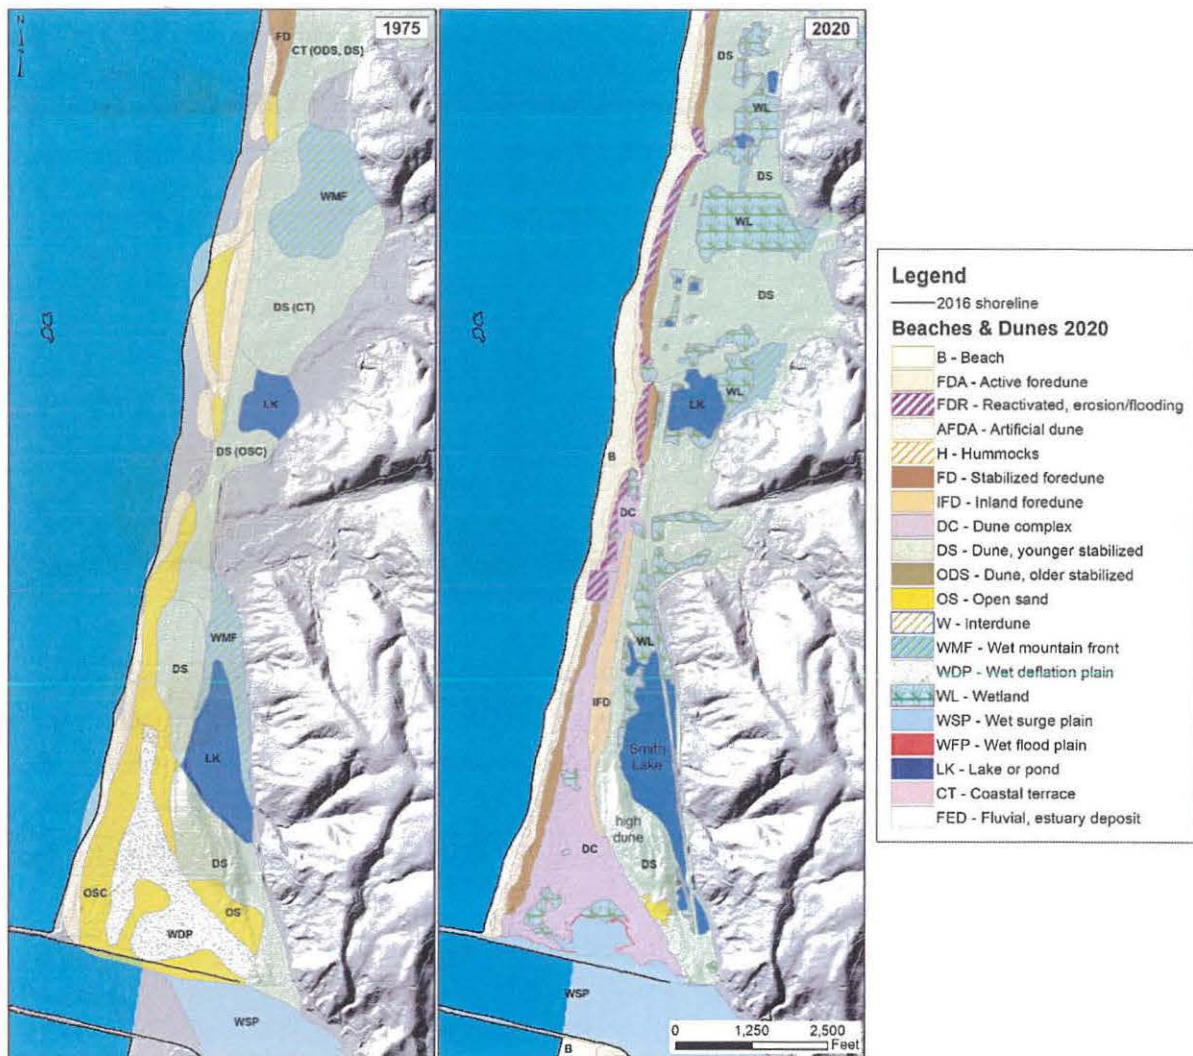 N
1975
FD
CT (ODS, DS)
WMF
DS (CT)
LK
DS (OSC)
WMF
DS
LK
DS
OSC
OS
WDP
WSP
2020
DS
WL
DS
WL
DS
WL
LK
B
DC
WL
IFD
Smith
Lake
high
dune
DC
DS
WSP
B
0 1,250 2,500
Feet
Legend
2016 shoreline
Beaches & Dunes 2020
B - Beach
FDA - Active foredune
FDR - Reactivated, erosion/flooding
AFDA - Artificial dune
H - Hummocks
FD - Stabilized foredune
IFD - Inland foredune
DC - Dune complex
DS - Dune, younger stabilized
ODS - Dune, older stabilized
OS - Open sand
W - Interdune
WMF - Wet mountain front
WDP - Wet deflation plain
WL - Wetland
WSP - Wet surge plain
WFP - Wet flood plain
LK - Lake or pond
CT - Coastal terrace
FED - Fluvial, estuary deposit